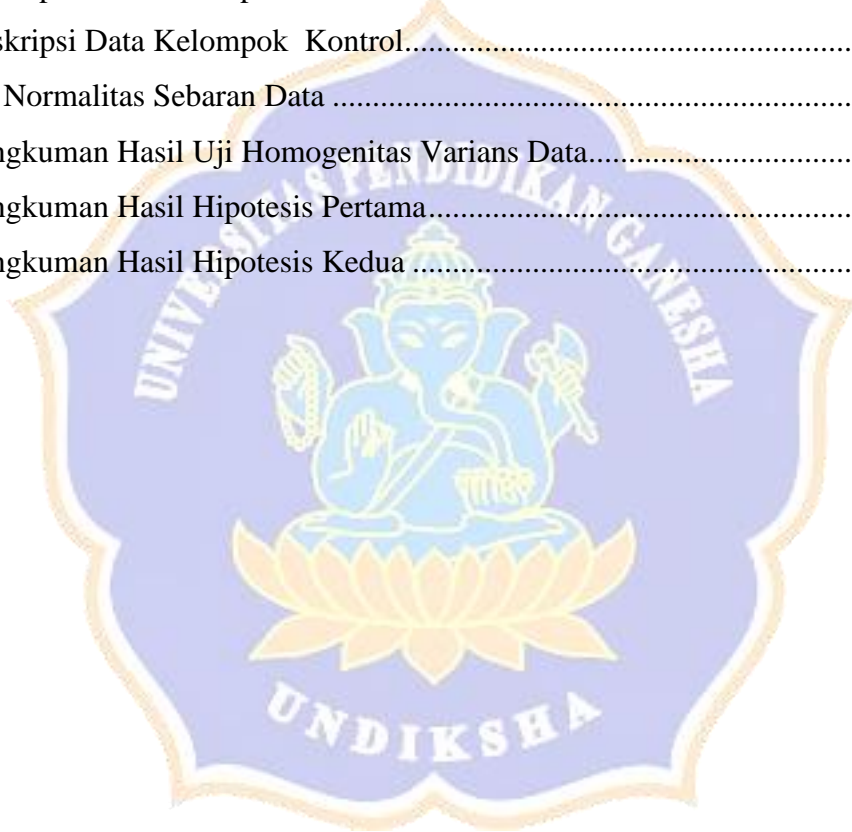 skripsi Data Kelompok  Kontrol.......................................................................
Normalitas Sebaran Data ...................................................................................
ngkuman Hasil Uji Homogenitas Varians Data..........................................
ngkuman Hasil Hipotesis Pertama..................................................................
ngkuman Hasil Hipotesis Kedua ....................................................................
UNIVERSITAS PENDIDIKAN GANESHA
UNDIKSHA